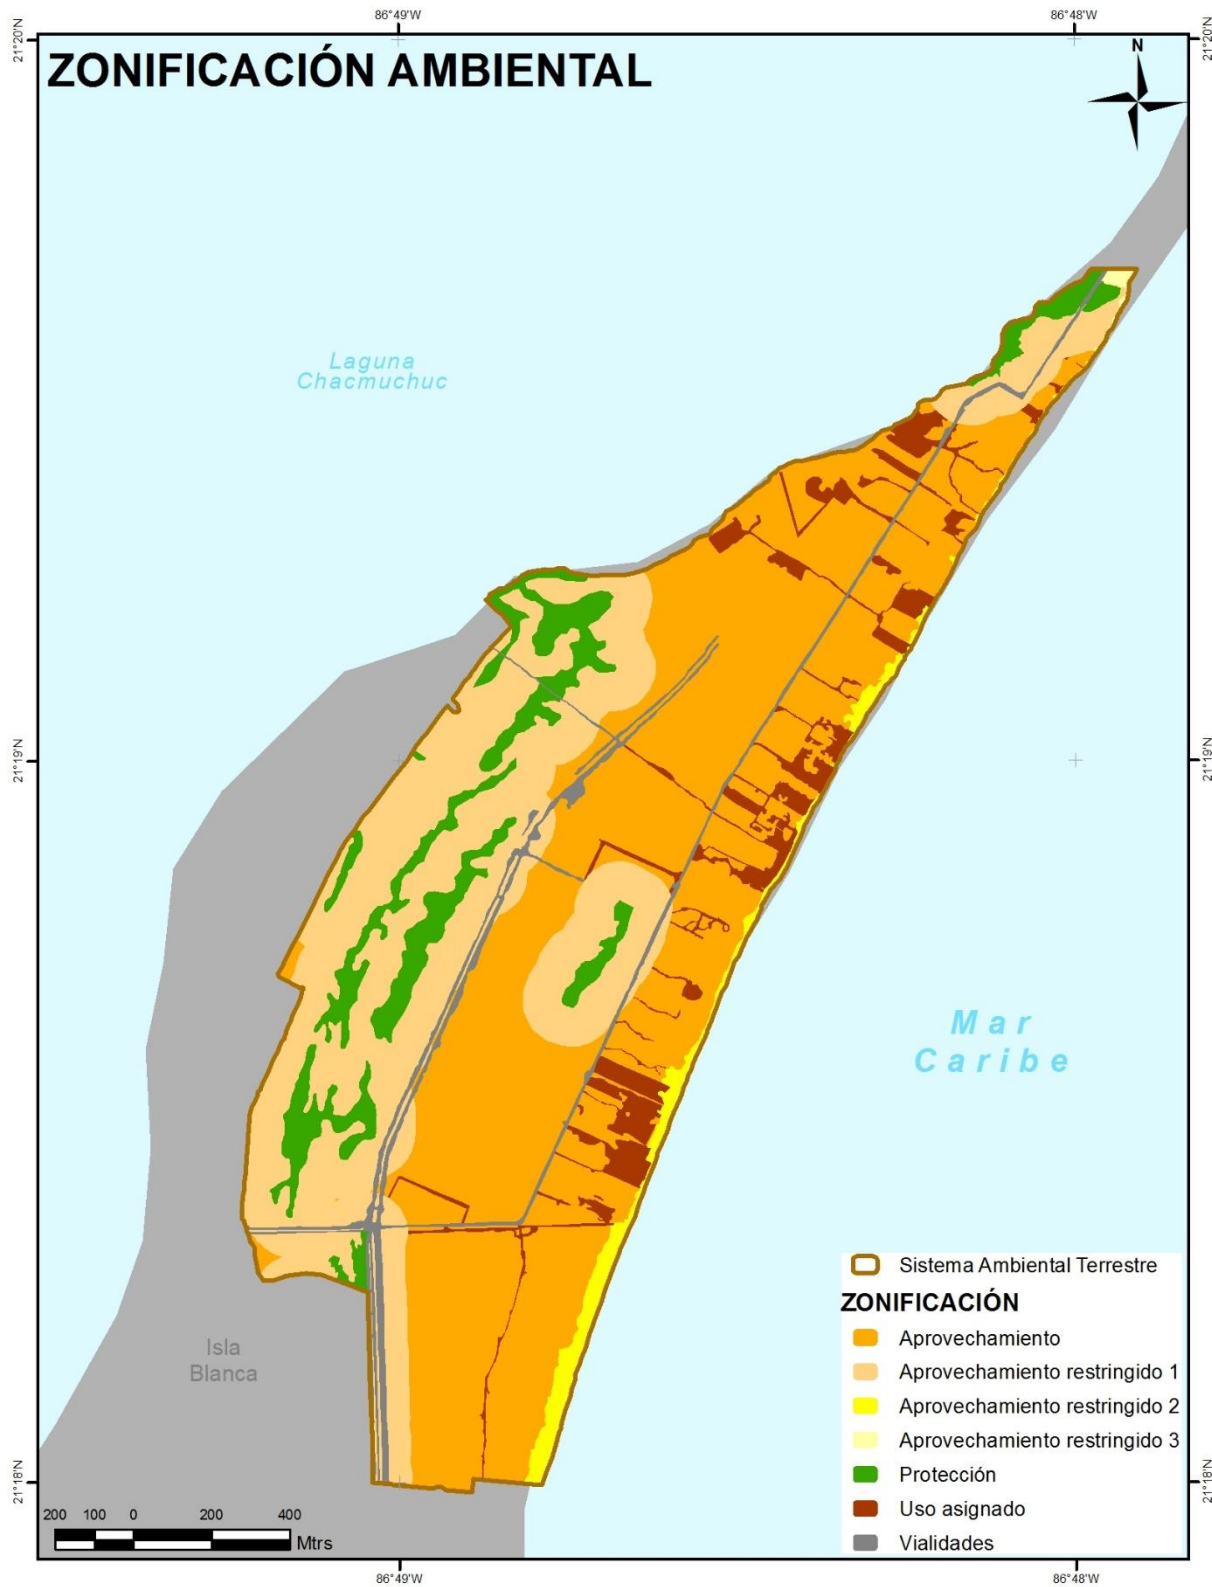 86°49'W
86°48'W
21°20'N
21°20'N
ZONIFICACIÓN AMBIENTAL
N
Laguna
Chacmuchuc
21°19'N
21°19'N
Mar
Caribe
Isla
Blanca
Sistema Ambiental Terrestre
ZONIFICACIÓN
Aprovechamiento
Aprovechamiento restringido 1
Aprovechamiento restringido 2
Aprovechamiento restringido 3
Protección
Uso asignado
Vialidades
21°18'N
21°18'N
200 100 0 200 400
Mtrs
86°49'W
86°48'W